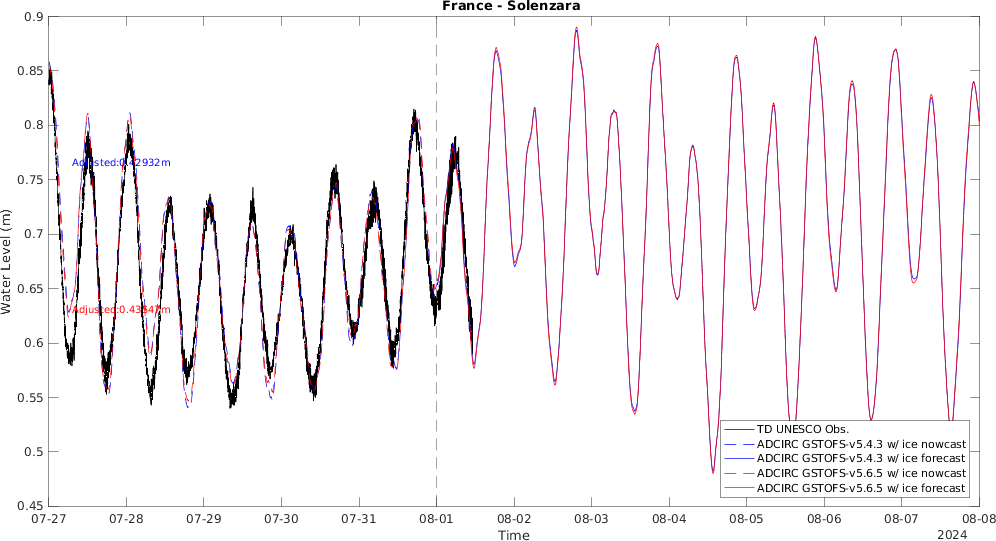 France - Solenzara
0.9
0.85
0.8
0.75
0.7
0.65
0.6
0.55
0.5
0.45
Water Level (m)
Adjusted:0.42932m
Adjusted:0.43547m
TD UNESCO Obs.
ADCIRC GSTOFS-v5.4.3 w/ ice nowcast
ADCIRC GSTOFS-v5.4.3 w/ ice forecast
ADCIRC GSTOFS-v5.6.5 w/ ice nowcast
ADCIRC GSTOFS-v5.6.5 w/ ice forecast
07-27 07-28 07-29 07-30 07-31 08-01 08-02 08-03 08-04 08-05 08-06 08-07 08-08
Time
2024